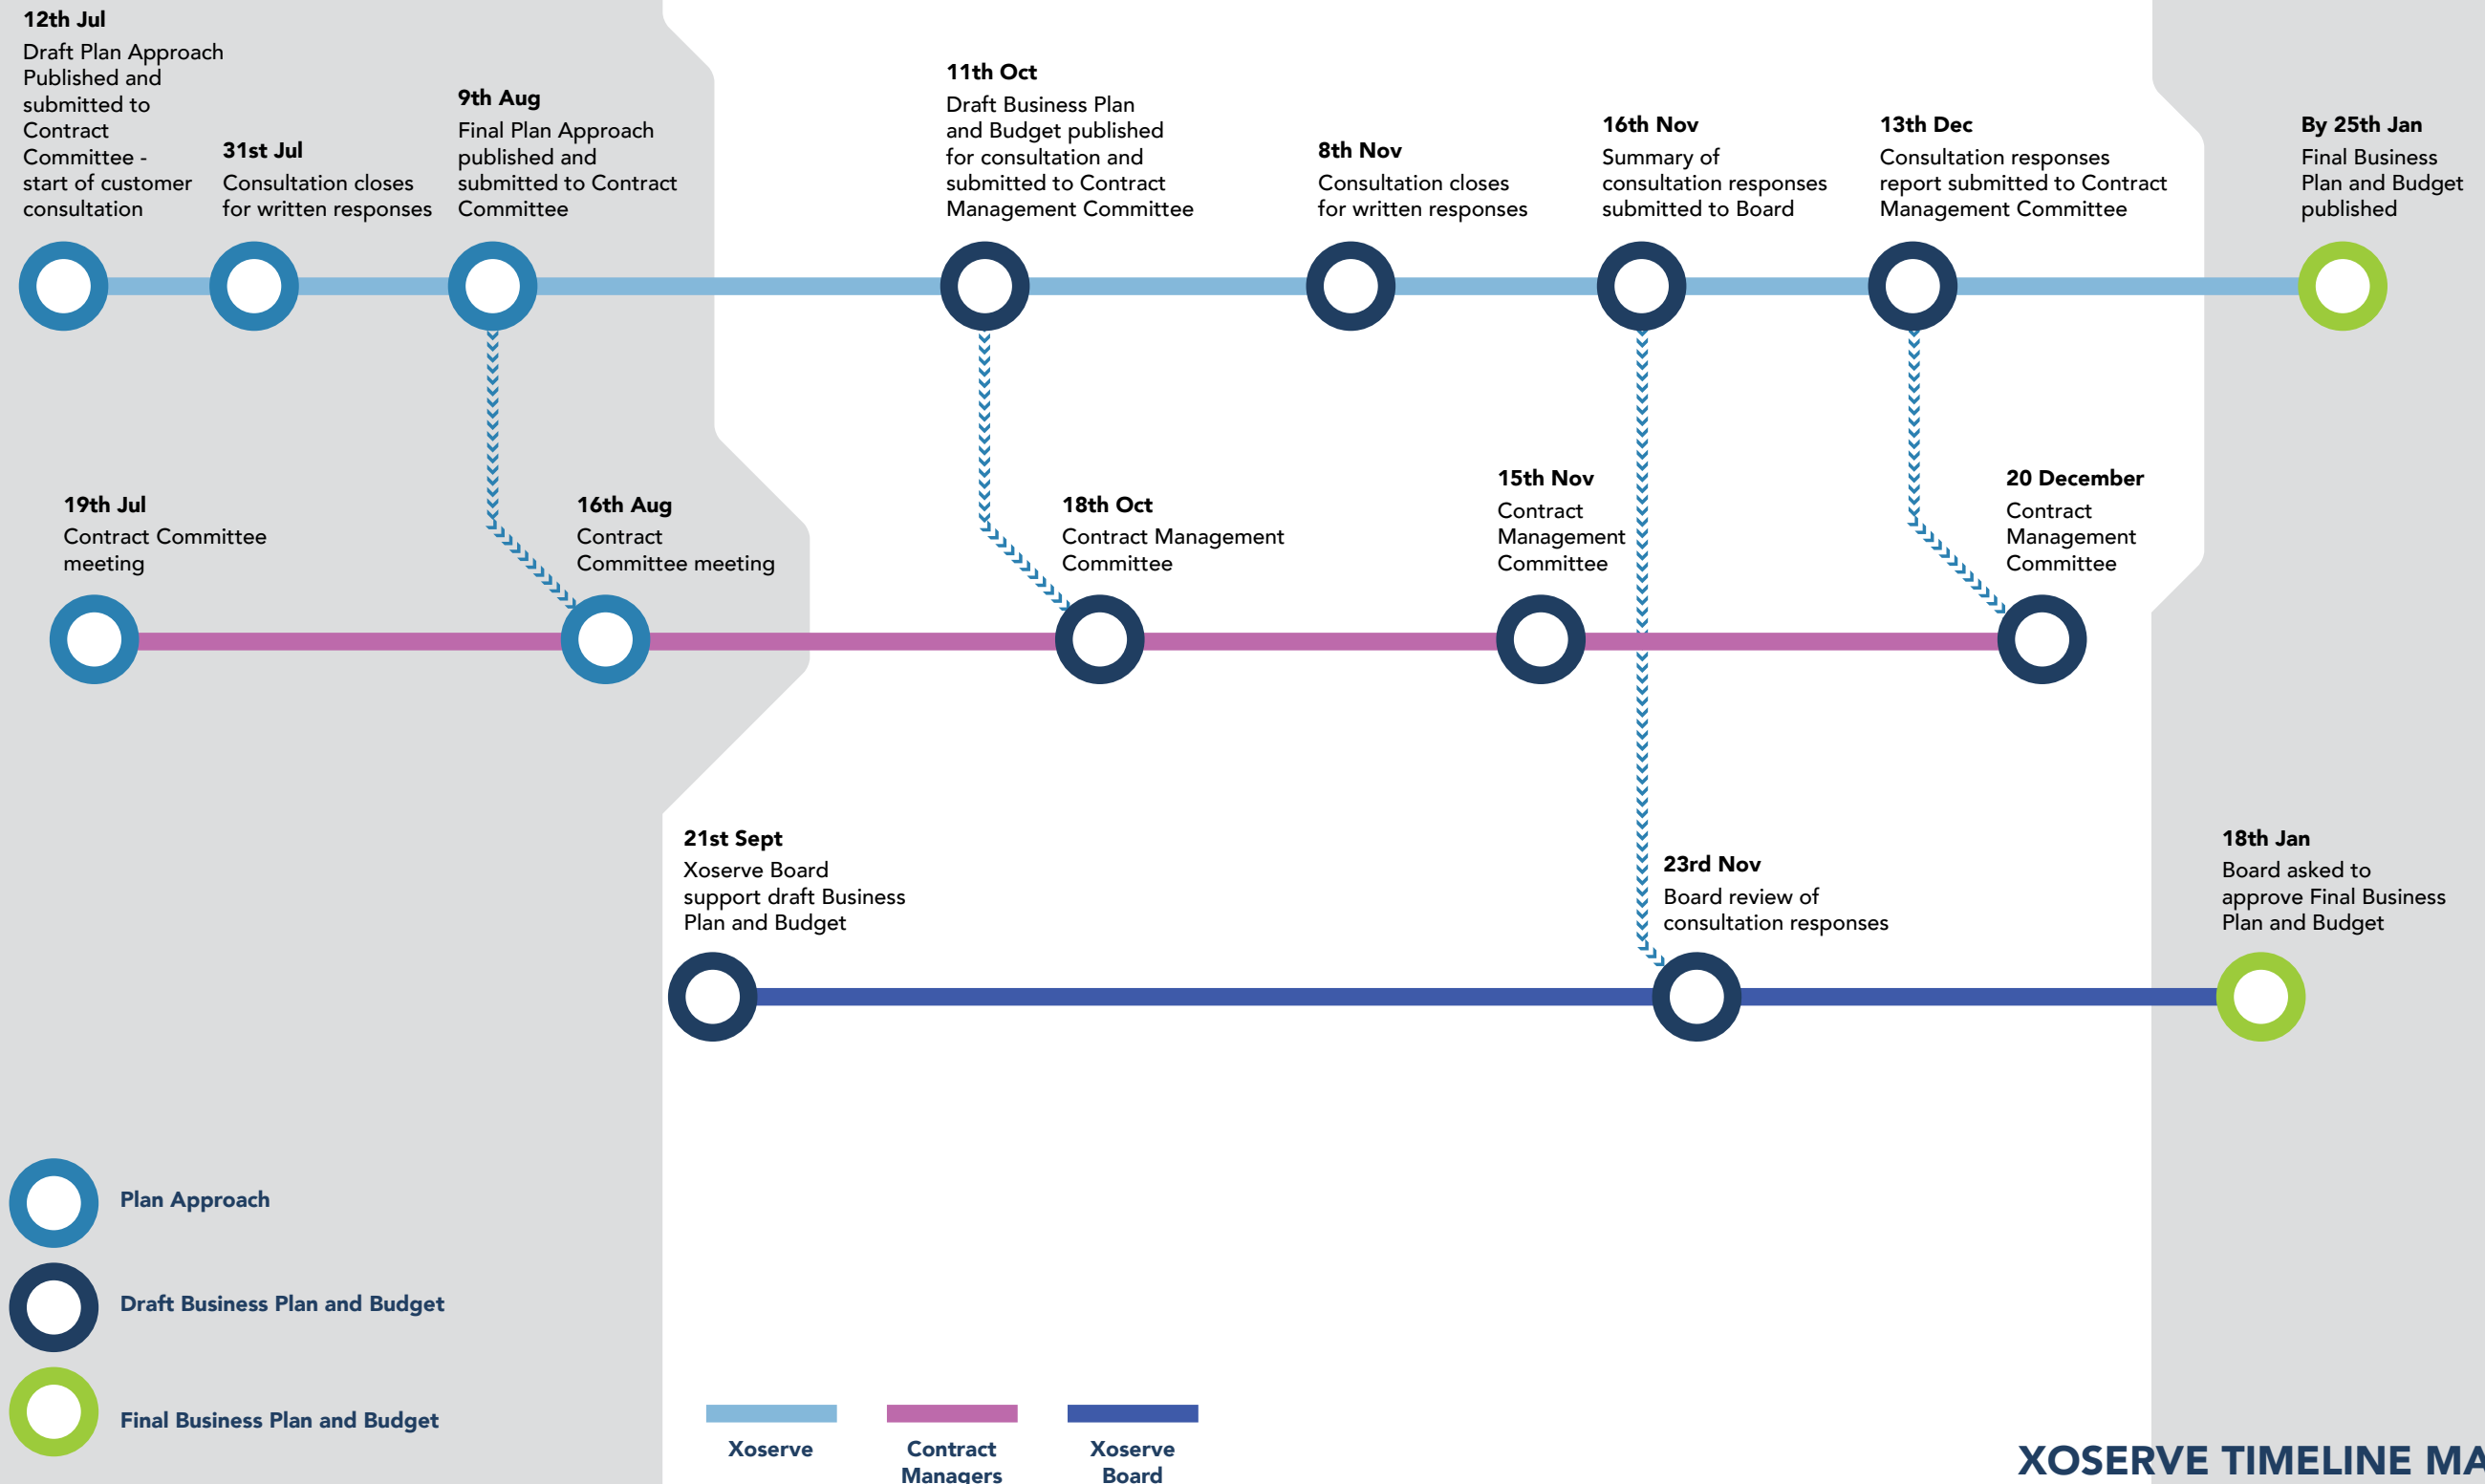 12th Jul
Draft Plan Approach
Published and
submitted to
Contract
Committee -
start of customer
consultation
31st Jul
Consultation closes
for written responses
9th Aug
Final Plan Approach
published and
submitted to Contract
Committee
11th Oct
Draft Business Plan
and Budget published
for consultation and
submitted to Contract
Management Committee
8th Nov
Consultation closes
for written responses
16th Nov
Summary of
consultation responses
submitted to Board
13th Dec
Consultation responses
report submitted to Contract
Management Committee
By 25th Jan
Final Business
Plan and Budget
published
19th Jul
Contract Committee
meeting
16th Aug
Contract
Committee meeting
18th Oct
Contract Management
Committee
15th Nov
Contract
Management
Committee
20 December
Contract
Management
Committee
21st Sept
Xoserve Board
support draft Business
Plan and Budget
23rd Nov
Board review of
consultation responses
18th Jan
Board asked to
approve Final Business
Plan and Budget
Plan Approach
Draft Business Plan and Budget
Final Business Plan and Budget
Xoserve
Contract
Managers
Xoserve
Board
XOSERVE TIMELINE MA